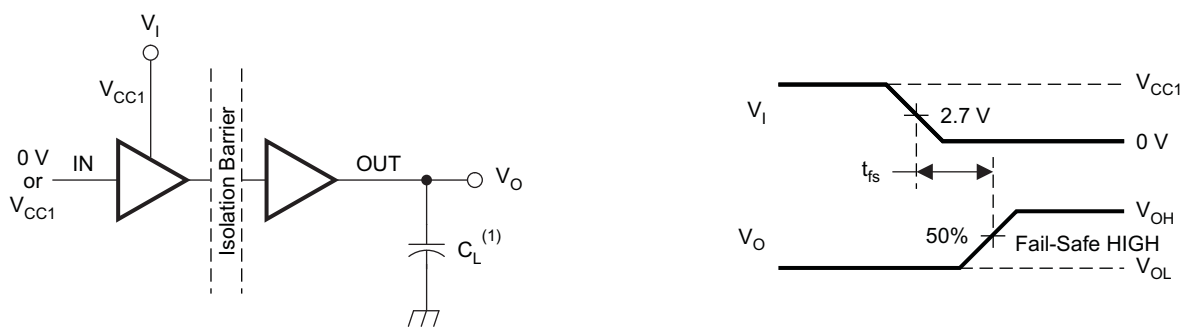 V_I
V_CC1
0 V
or
V_CC1
IN
Isolation Barrier
OUT
V_O
C_L (1)
V_I
V_CC1
2.7 V
0 V
t_fs
V_O
50%
V_OH
Fail-Safe HIGH
V_OL